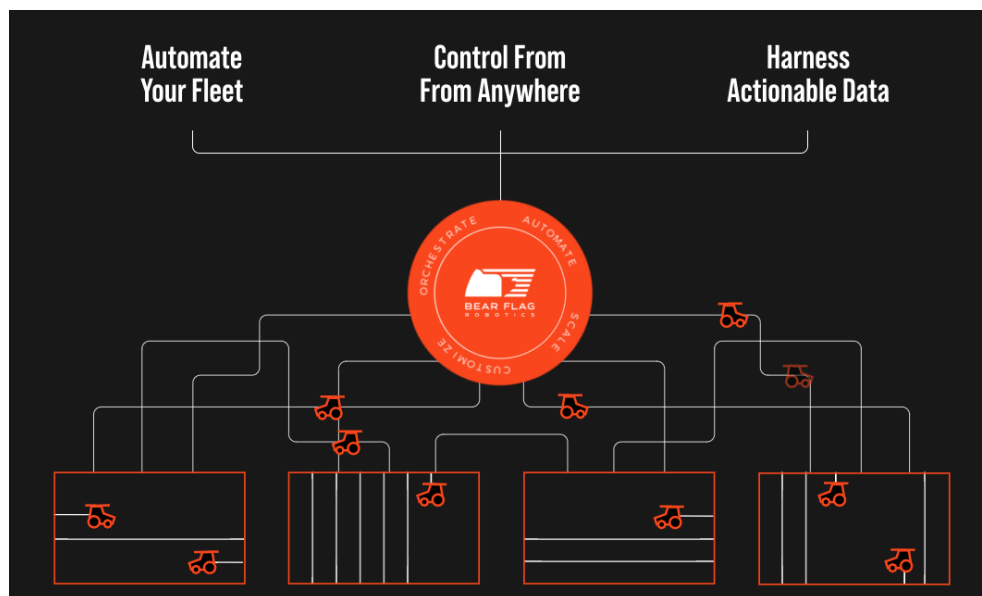 Automate
Your Fleet
Control From
From Anywhere
Harness
Actionable Data
ORCHESTRATE
AUTOMATE
SCALE
CUSTOMIZE
BEAR FLAG
ROBOTICS